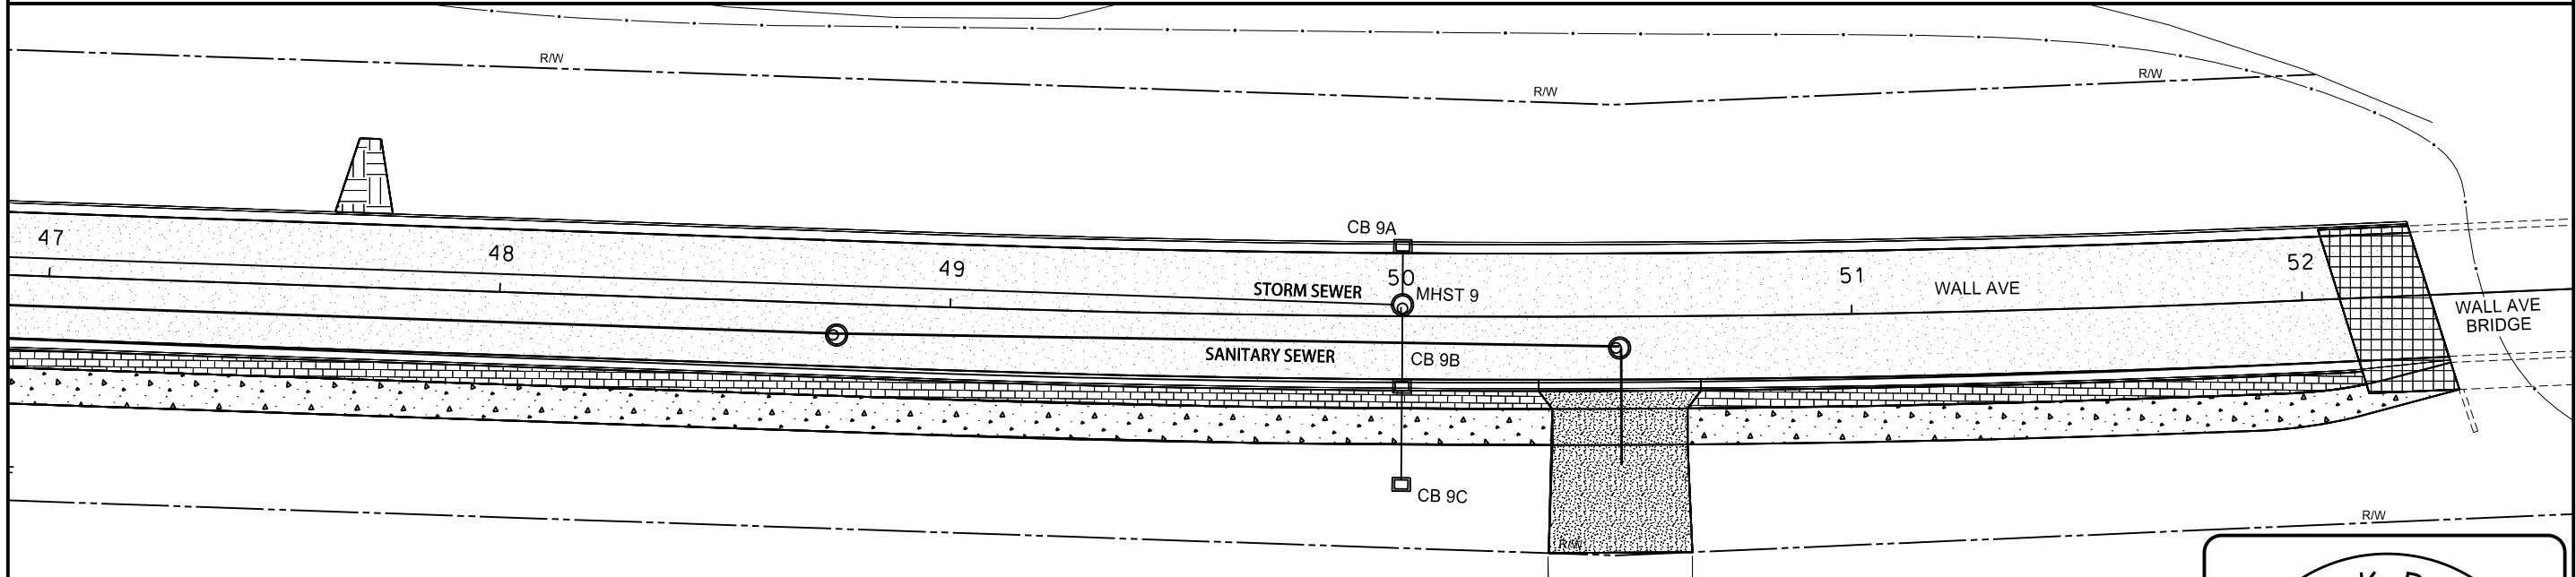 R/W
R/W
R/W
47
48
49
50
51
52
CB 9A
STORM SEWER
MHST 9
WALL AVE
WALL AVE
BRIDGE
SANITARY SEWER
CB 9B
CB 9C
R/W
R/W